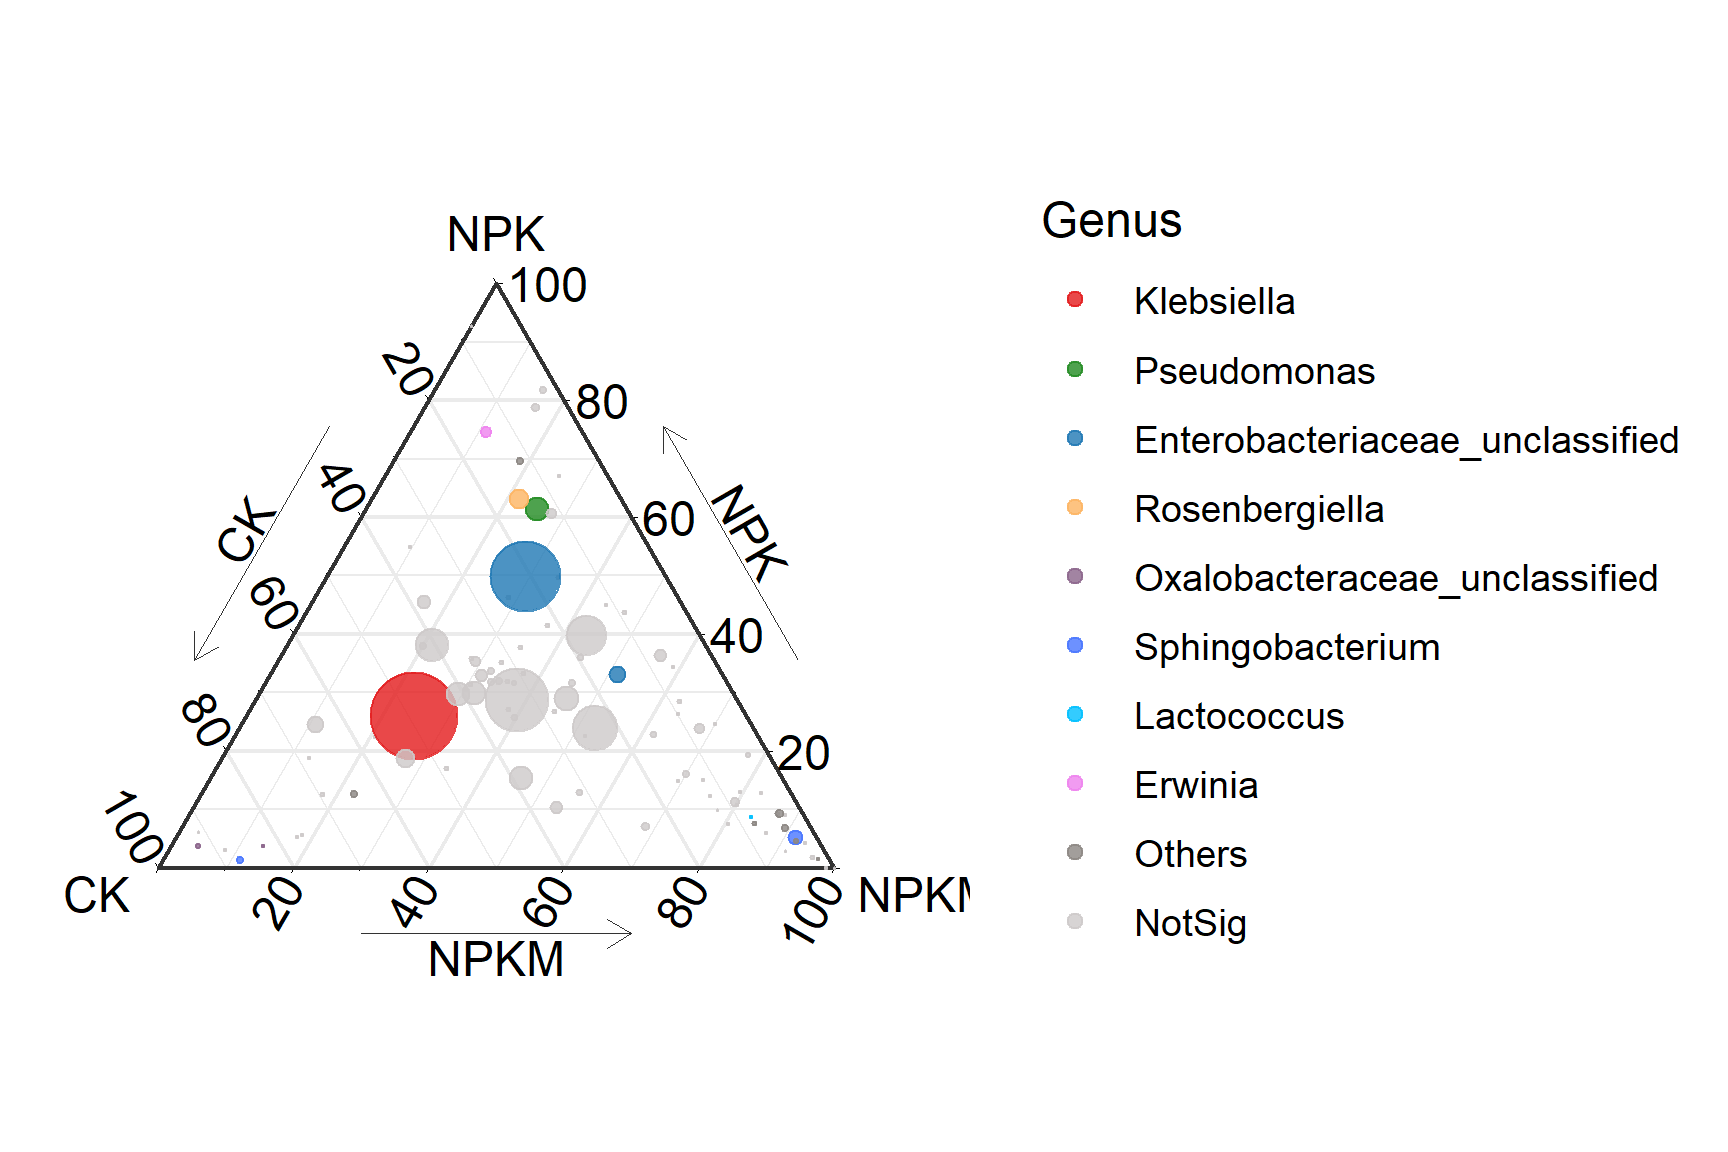 NPK
100
20
80
40
60
CK
NPK
60
40
80
20
100
CK
20
40
60
80
100
NPKM
NPKM
Genus
Klebsiella
Pseudomonas
Enterobacteriaceae_unclassified
Rosenbergiella
Oxalobacteraceae_unclassified
Sphingobacterium
Lactococcus
Erwinia
Others
NotSig